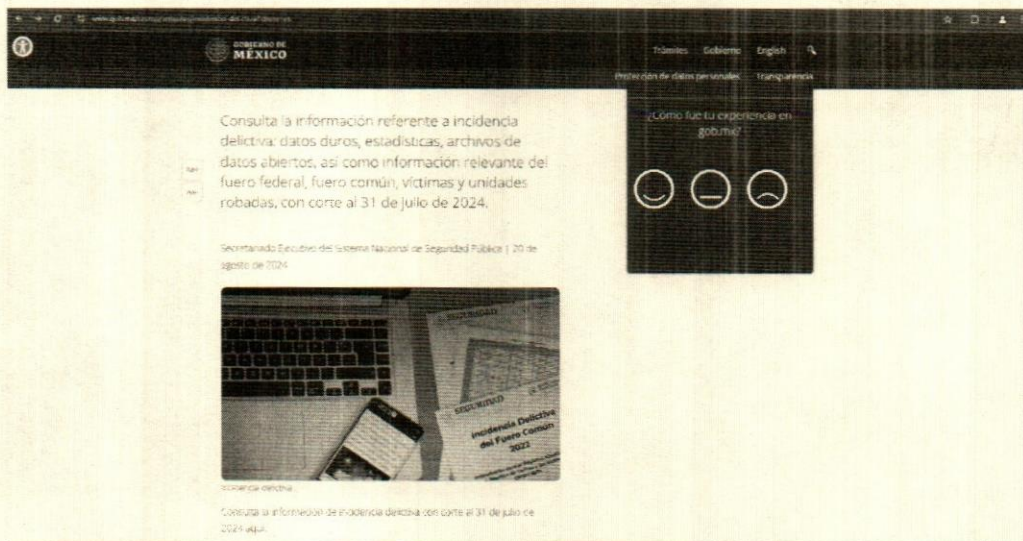 GOBIERNO DE
MÉXICO
Trámites Gobierno English
Protección de datos personales Transparencia
¿Cómo fue tu experiencia en
gob.mx?
Consulta la información referente a incidencia
delictiva: datos duros, estadísticas, archivos de
datos abiertos, así como información relevante del
fuero federal, fuero común, víctimas y unidades
robadas, con corte al 31 de julio de 2024.
Secretariado Ejecutivo del Sistema Nacional de Seguridad Pública | 20 de
agosto de 2024
SEGURIDAD
SEGURIDAD
Incidencia Delictiva
del Fuero Común
2022
Incidencia delictiva
Consulta la información de incidencia delictiva con corte al 31 de julio de
2024 aquí.